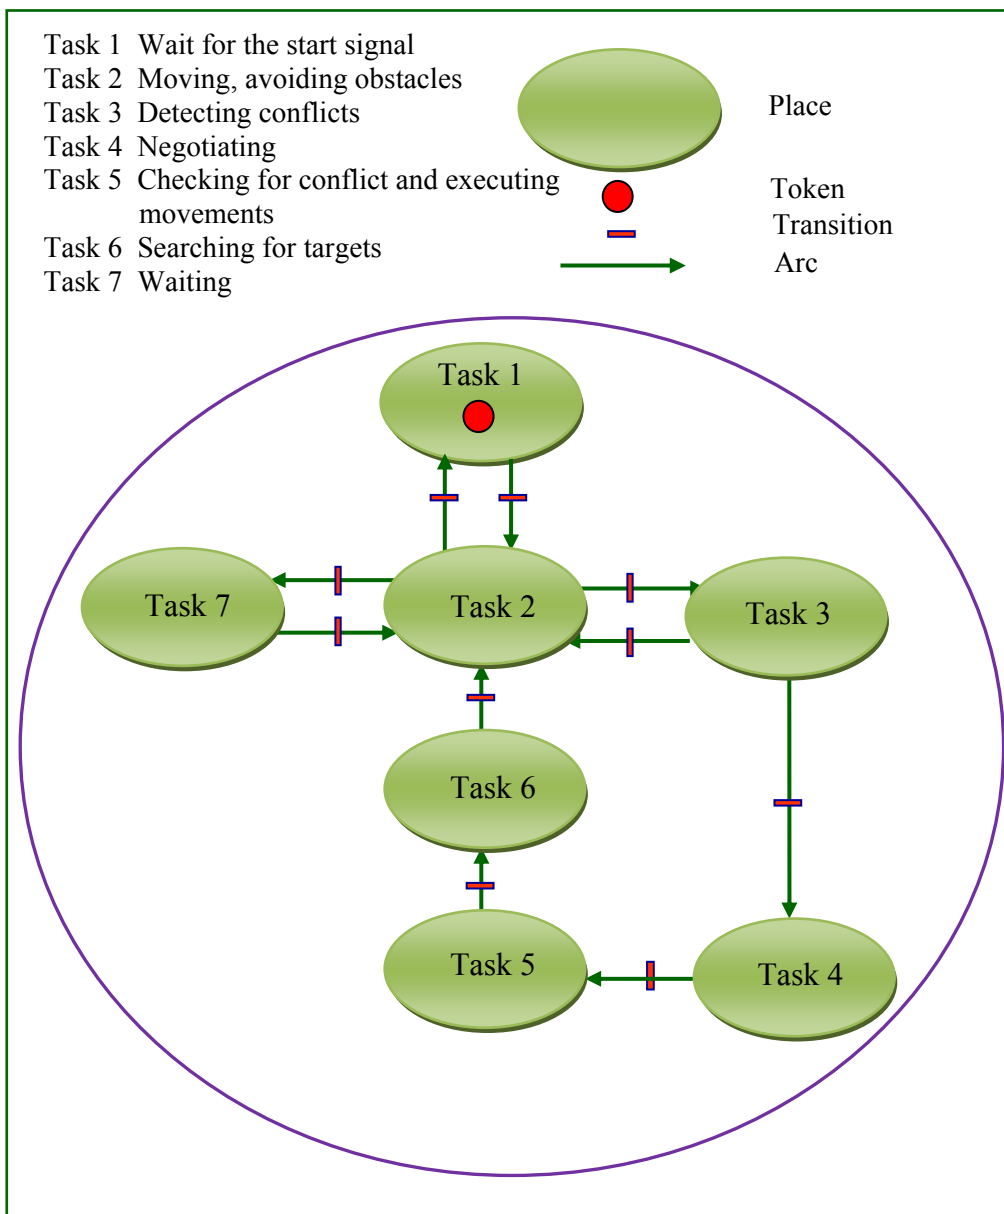 Task 1 Wait for the start signal
Task 2 Moving, avoiding obstacles
Task 3 Detecting conflicts
Task 4 Negotiating
Task 5 Checking for conflict and executing
movements
Task 6 Searching for targets
Task 7 Waiting
Place
Token
Transition
Arc
Task 1
Task 7
Task 2
Task 3
Task 6
Task 5
Task 4